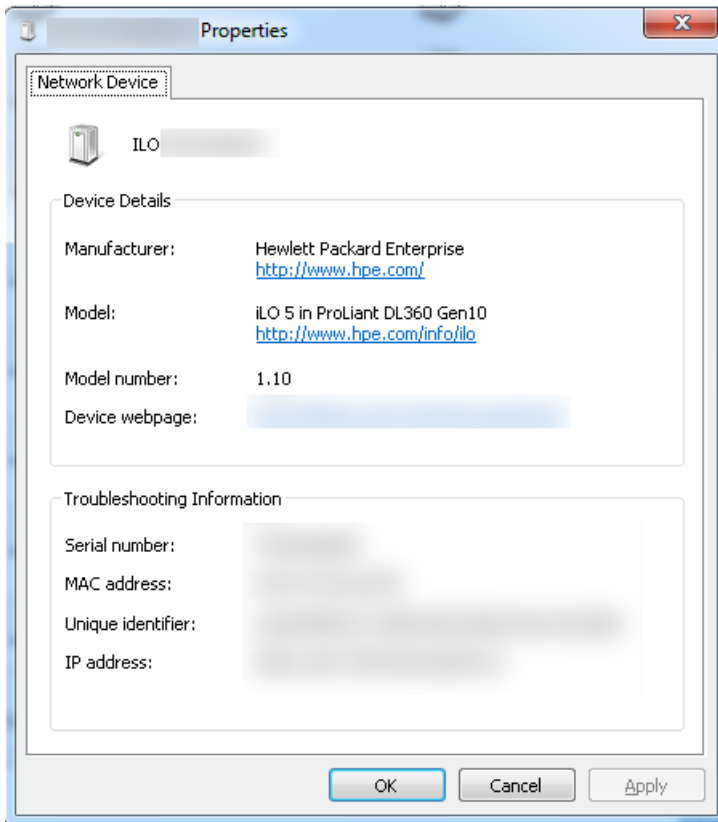 Properties
Network Device
ILO
Device Details
Manufacturer: Hewlett Packard Enterprise
http://www.hpe.com/
Model: iLO 5 in ProLiant DL360 Gen10
http://www.hpe.com/info/ilo
Model number: 1.10
Device webpage:
Troubleshooting Information
Serial number:
MAC address:
Unique identifier:
IP address:
OK Cancel Apply